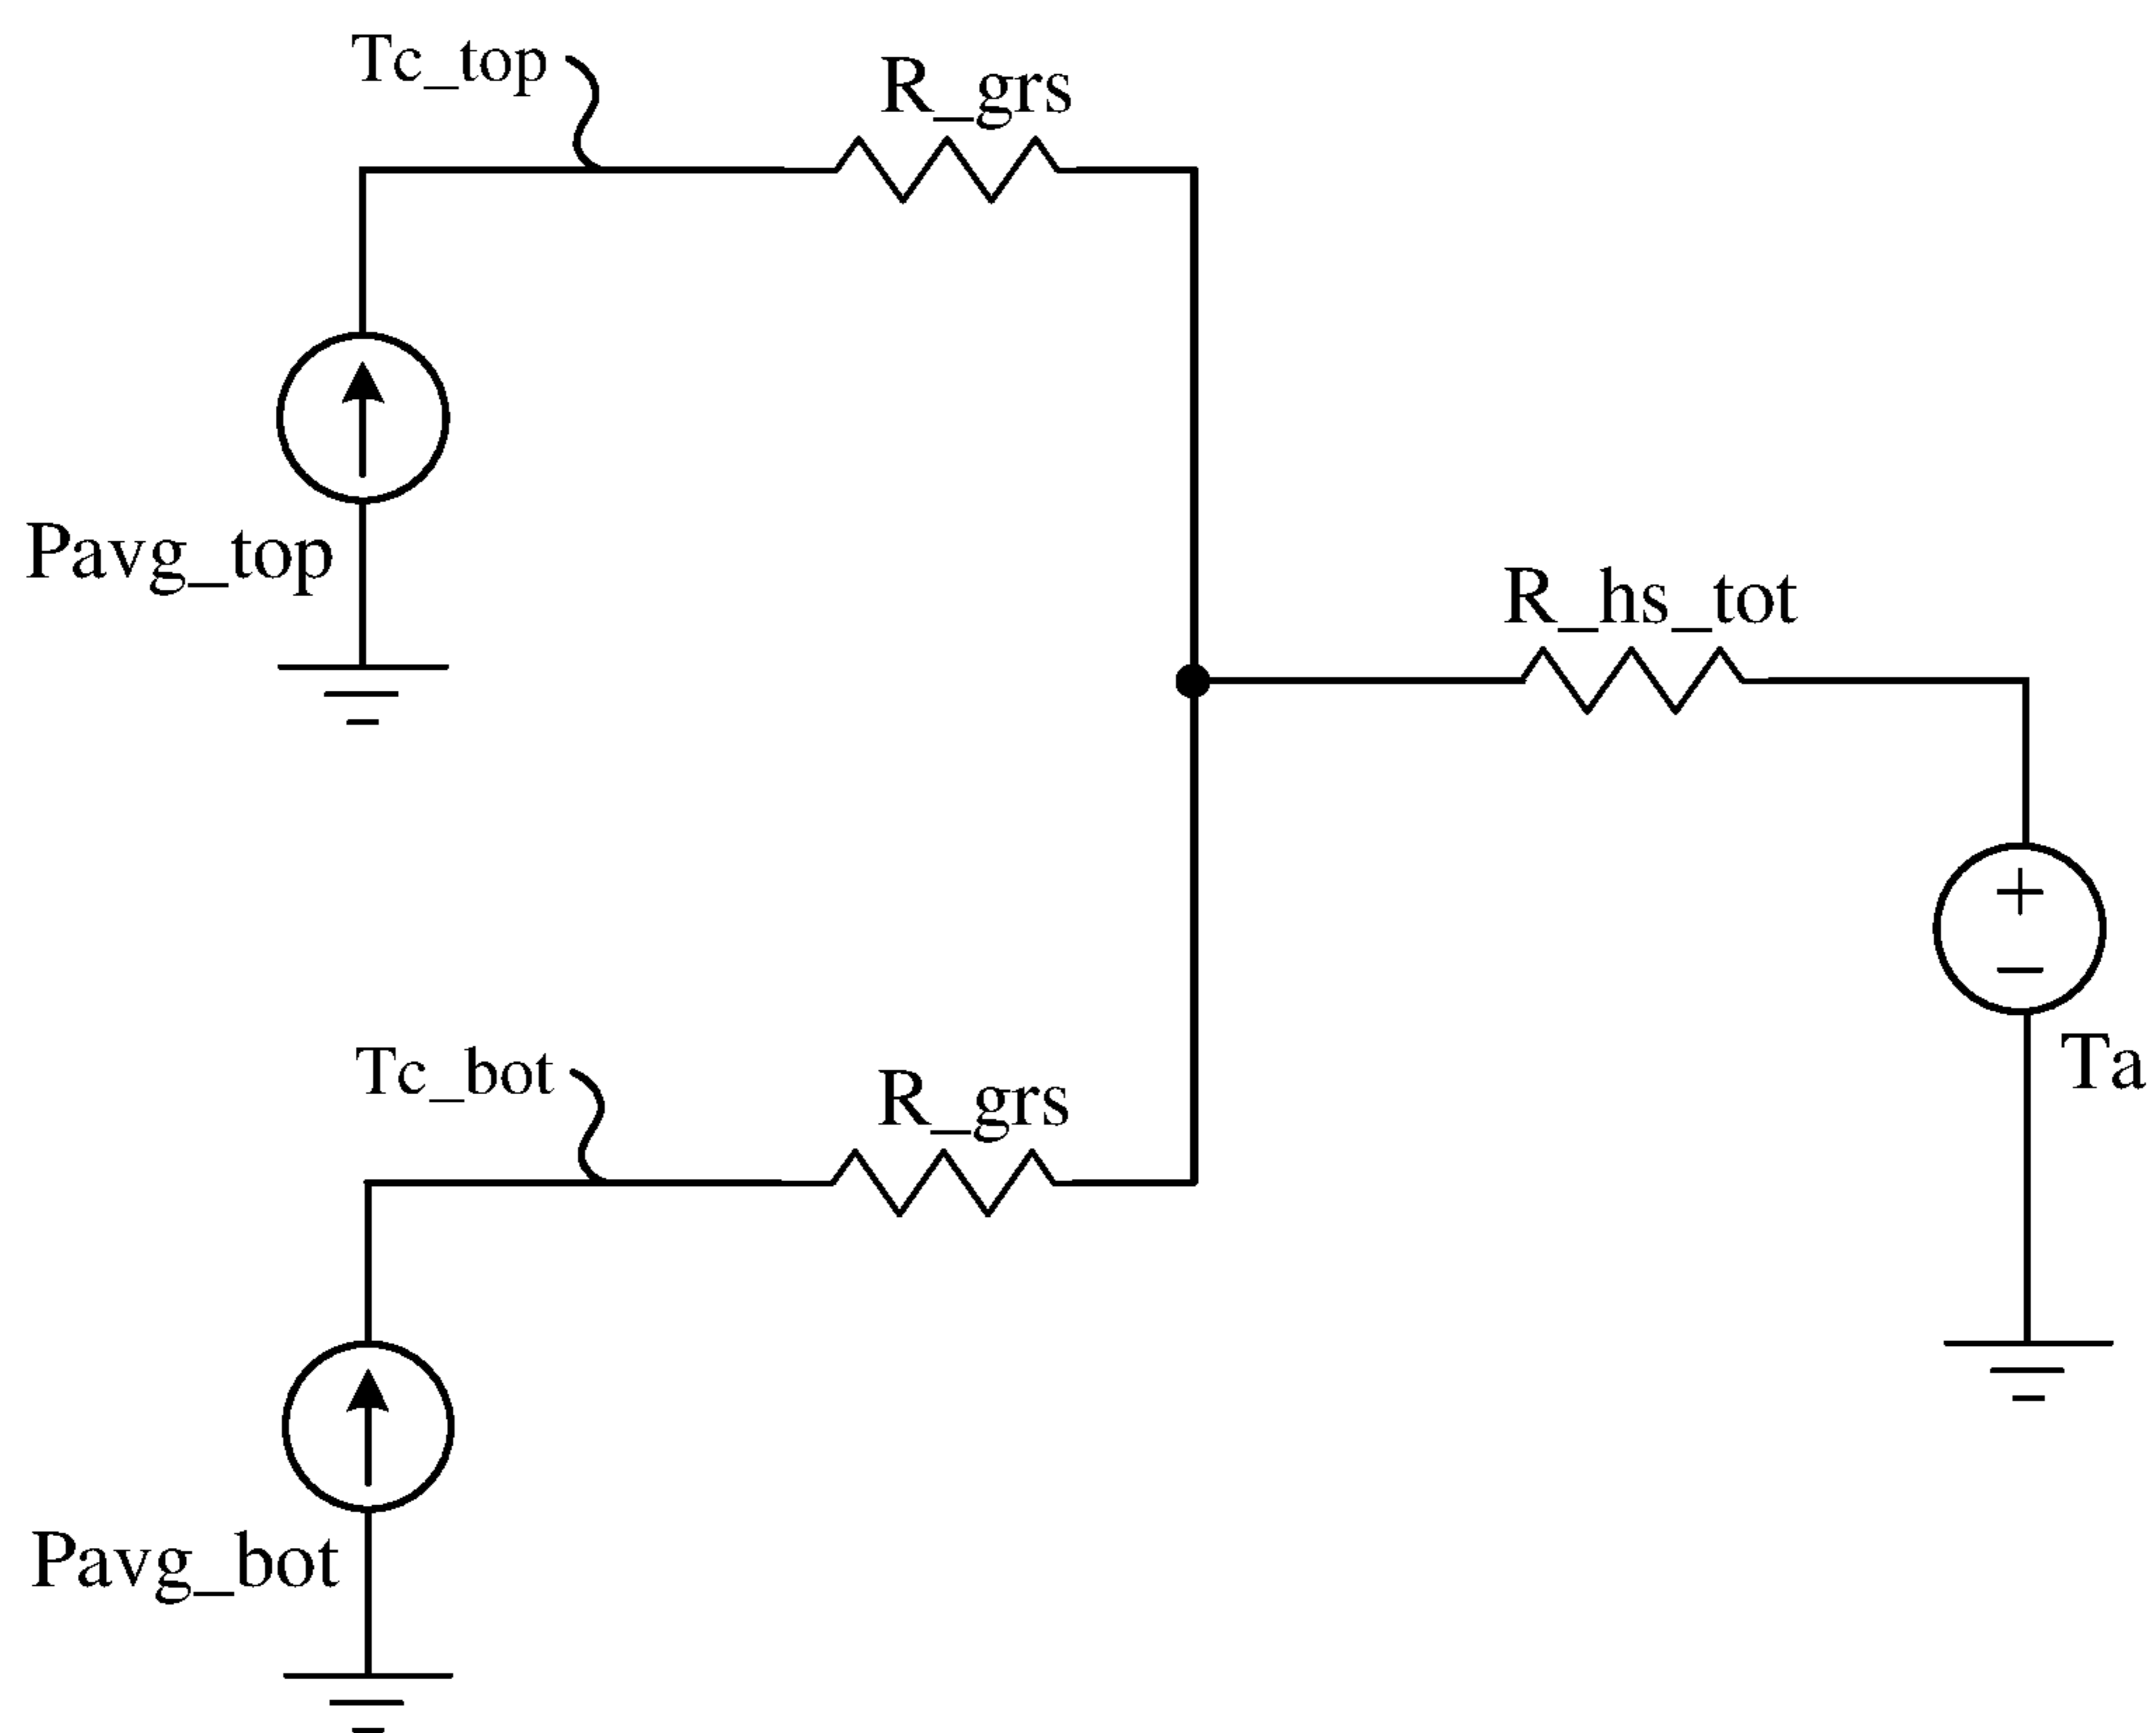 Tc_top
R_grs
Pavg_top
R_hs_tot
+
−
Ta
Tc_bot
R_grs
Pavg_bot